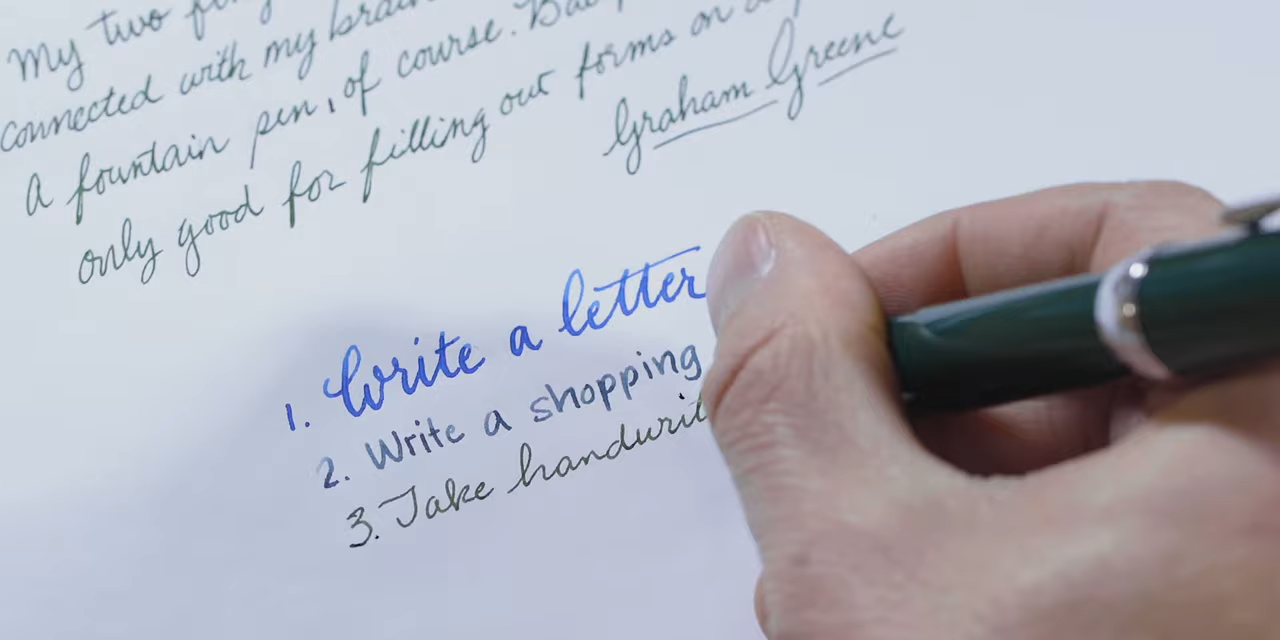 My two
connected with my brain
A fountain pen, of course.
only good for filling out forms on
Graham Greene
1. Write a letter
2. Write a shopping
3. Take